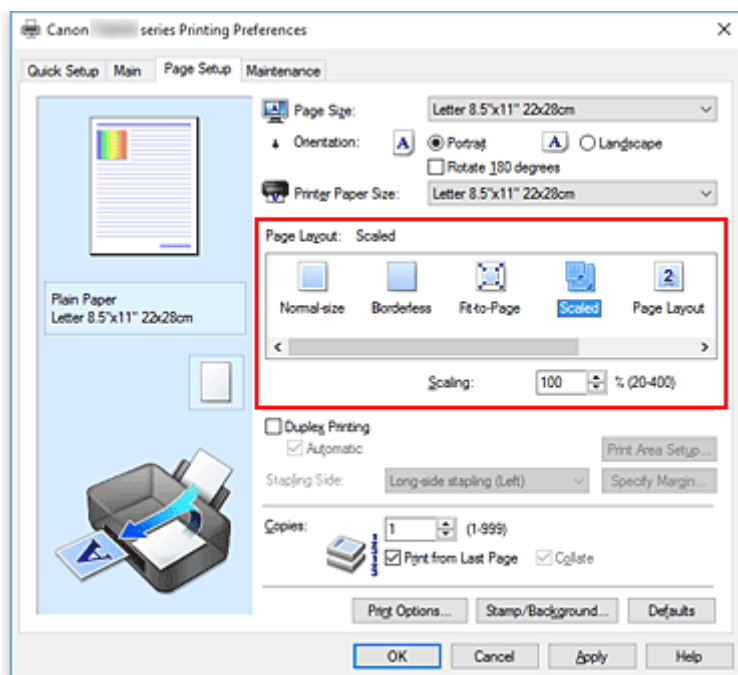 Canon series Printing Preferences
Quick Setup Main Page Setup Maintenance
Page Size: Letter 8.5"x11" 22x28cm
Orientation: A Portrait A Landscape
Rotate 180 degrees
Printer Paper Size: Letter 8.5"x11" 22x28cm
Page Layout: Scaled
Normal-size Borderless Fit-to-Page Scaled Page Layout
Scaling: 100 % (20-400)
Plain Paper
Letter 8.5"x11" 22x28cm
Duplex Printing
Automatic Print Area Setup...
Stapling Side: Long-side stapling (Left) Specify Margin...
Copies: 1 (1-999)
Print from Last Page Collate
Print Options... Stamp/Background... Defaults
OK Cancel Apply Help